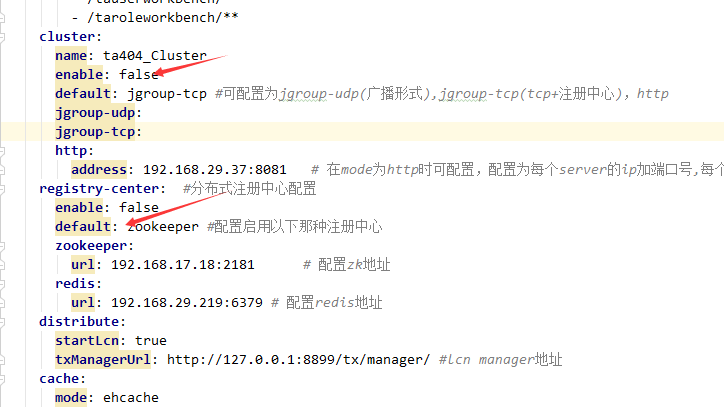 - /tauserworkbench/**
- /taroleworkbench/**
cluster:
name: ta404_Cluster
enable: false
default: jgroup-tcp #可配置为jgroup-udp(广播形式),jgroup-tcp(tcp+注册中心), http
jgroup-udp:
jgroup-tcp:
http:
address: 192.168.29.37:8081 # 在mode为http时可配置，配置为每个server的ip加端口号,每个
registry-center: #分布式注册中心配置
enable: false
default: zookeeper #配置启用以下那种注册中心
zookeeper:
url: 192.168.17.18:2181 # 配置zk地址
redis:
url: 192.168.29.219:6379 # 配置redis地址
distribute:
startLcn: true
txManagerUrl: http://127.0.0.1:8899/tx/manager/ #lcn manager地址
cache:
mode: ehcache